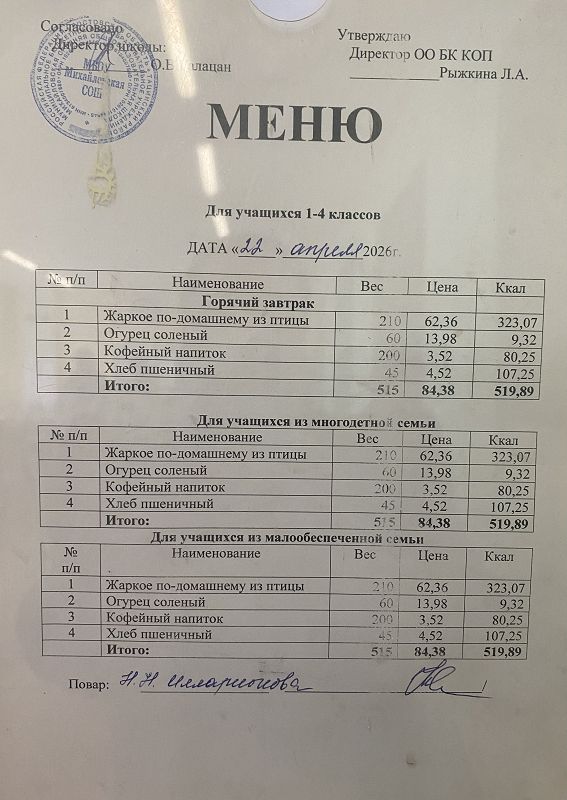 Согласовано
Директор школы:
О.В.
Утверждаю
Директор ОО БК КОП
Рыжкина Л.А.
МБОУ
Михайловская
СОШ
МЕНЮ
Для учащихся 1-4 классов
ДАТА «22» апреля 2026г.
№ п/п Наименование Вес Цена Ккал
Горячий завтрак
1 Жаркое по-домашнему из птицы 210 62,36 323,07
2 Огурец соленый 60 13,98 9,32
3 Кофейный напиток 200 3,52 80,25
4 Хлеб пшеничный 45 4,52 107,25
Итого: 515 84,38 519,89
Для учащихся из многодетной семьи
№ п/п Наименование Вес Цена Ккал
1 Жаркое по-домашнему из птицы 210 62,36 323,07
2 Огурец соленый 60 13,98 9,32
3 Кофейный напиток 200 3,52 80,25
4 Хлеб пшеничный 45 4,52 107,25
Итого: 515 84,38 519,89
Для учащихся из малообеспеченной семьи
№ Наименование Вес Цена Ккал
п/п
1 Жаркое по-домашнему из птицы 210 62,36 323,07
2 Огурец соленый 60 13,98 9,32
3 Кофейный напиток 200 3,52 80,25
4 Хлеб пшеничный 45 4,52 107,25
Итого: 515 84,38 519,89
Повар: Н.Н. Илларионова